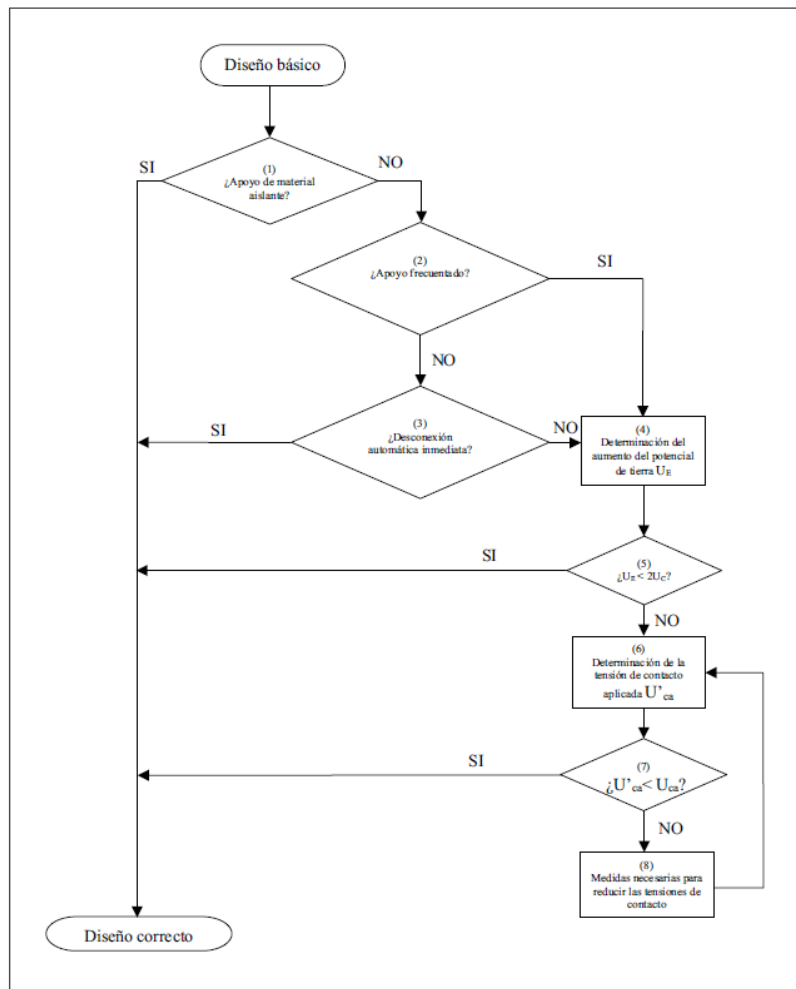 Diseño básico
SI
NO
(1)
¿Apoyo de material
aislante?
(2)
¿Apoyo frecuentado?
SI
NO
(3)
¿Desconexión
automática inmediata?
SI
NO
(4)
Determinación del
aumento del potencial
de tierra UE
SI
(5)
¿UE < 2UC?
NO
(6)
Determinación de la
tensión de contacto
aplicada U'ca
SI
(7)
¿U'ca< Uca?
NO
(8)
Medidas necesarias para
reducir las tensiones de
contacto
Diseño correcto